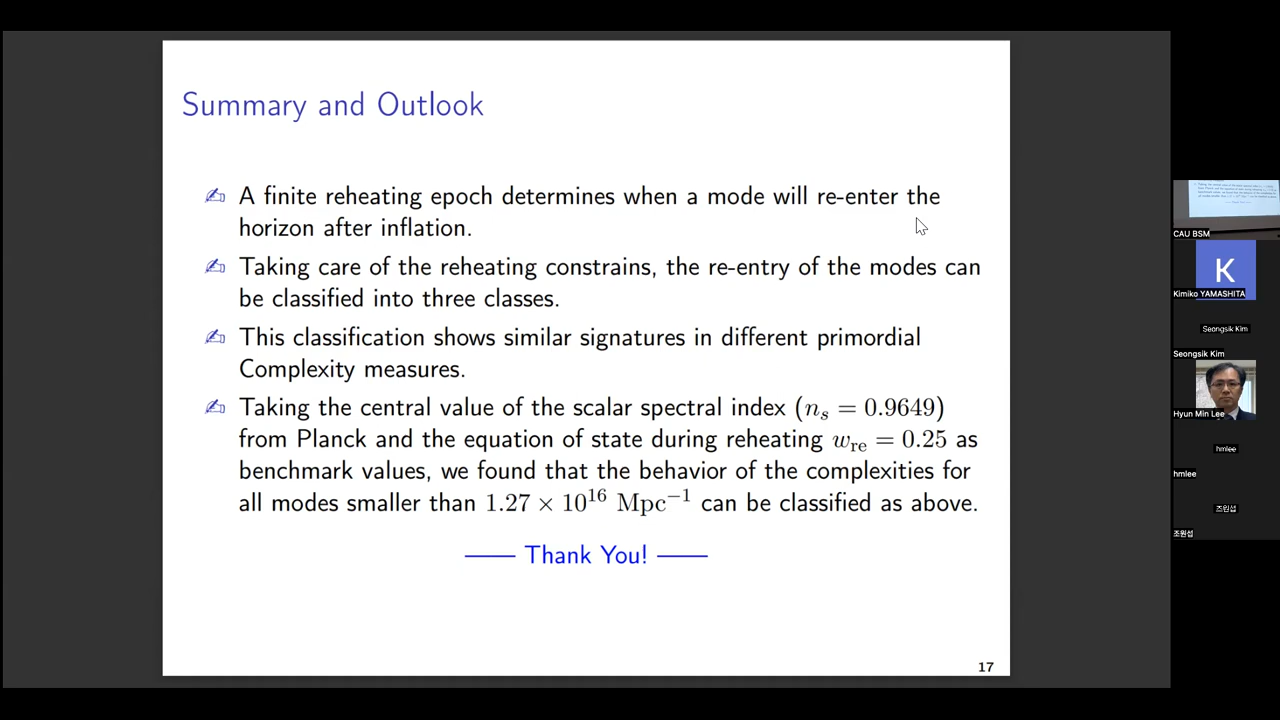 Summary and Outlook
A finite reheating epoch determines when a mode will re-enter the
horizon after inflation.
Taking care of the reheating constrains, the re-entry of the modes can
be classified into three classes.
This classification shows similar signatures in different primordial
Complexity measures.
Taking the central value of the scalar spectral index (nₛ = 0.9649)
from Planck and the equation of state during reheating w_re = 0.25 as
benchmark values, we found that the behavior of the complexities for
all modes smaller than 1.27 × 10¹⁶ Mpc⁻¹ can be classified as above.
—— Thank You! ——
17
CAU BSM
K
Kimiko YAMASHITA
Seongsik Kim
Seongsik Kim
Hyun Min Lee
hmlee
hmlee
조원섭
조원섭